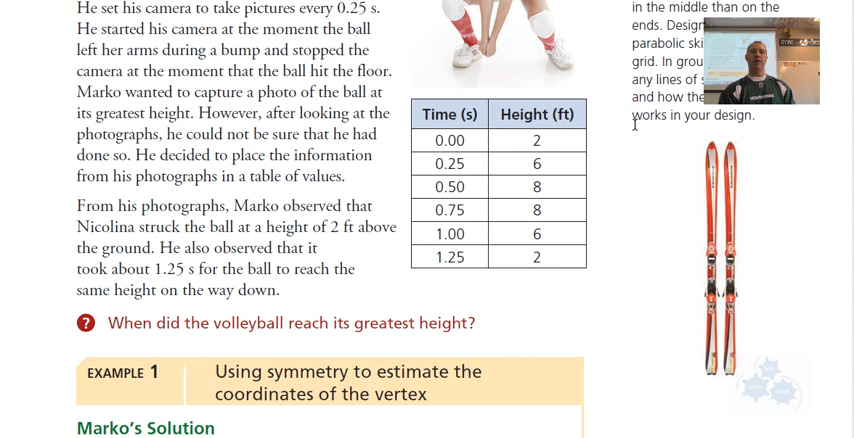 He set his camera to take pictures every 0.25 s.
He started his camera at the moment the ball
left her arms during a bump and stopped the
camera at the moment that the ball hit the floor.
Marko wanted to capture a photo of the ball at
its greatest height. However, after looking at the
photographs, he could not be sure that he had
done so. He decided to place the information
from his photographs in a table of values.
From his photographs, Marko observed that
Nicolina struck the ball at a height of 2 ft above
the ground. He also observed that it
took about 1.25 s for the ball to reach the
same height on the way down.
Time (s) Height (ft)
0.00 2
0.25 6
0.50 8
0.75 8
1.00 6
1.25 2
? When did the volleyball reach its greatest height?
EXAMPLE 1 Using symmetry to estimate the
coordinates of the vertex
Marko's Solution
in the middle than on the
ends. Design
parabolic ski
grid. In grou
any lines of
and how the
works in your design.